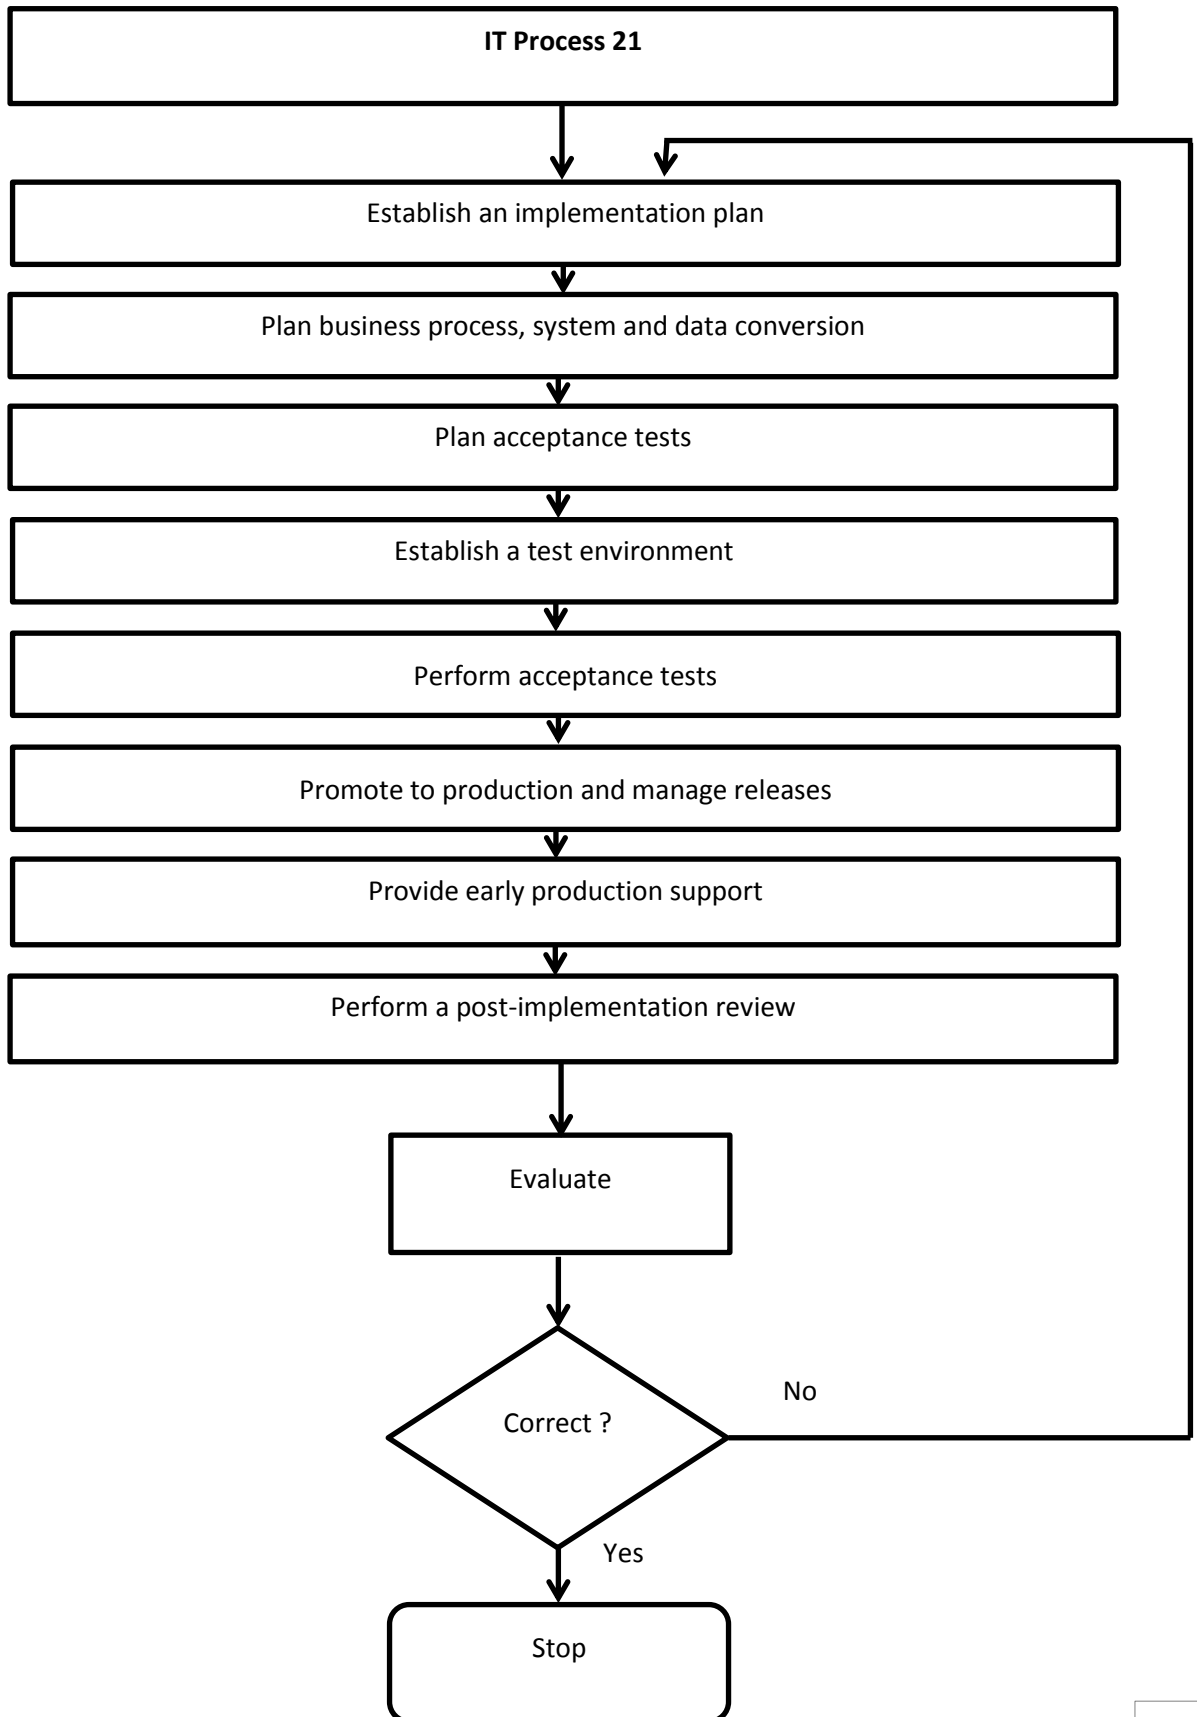 IT Process 21
Establish an implementation plan
Plan business process, system and data conversion
Plan acceptance tests
Establish a test environment
Perform acceptance tests
Promote to production and manage releases
Provide early production support
Perform a post-implementation review
Evaluate
Correct ?
No
Yes
Stop